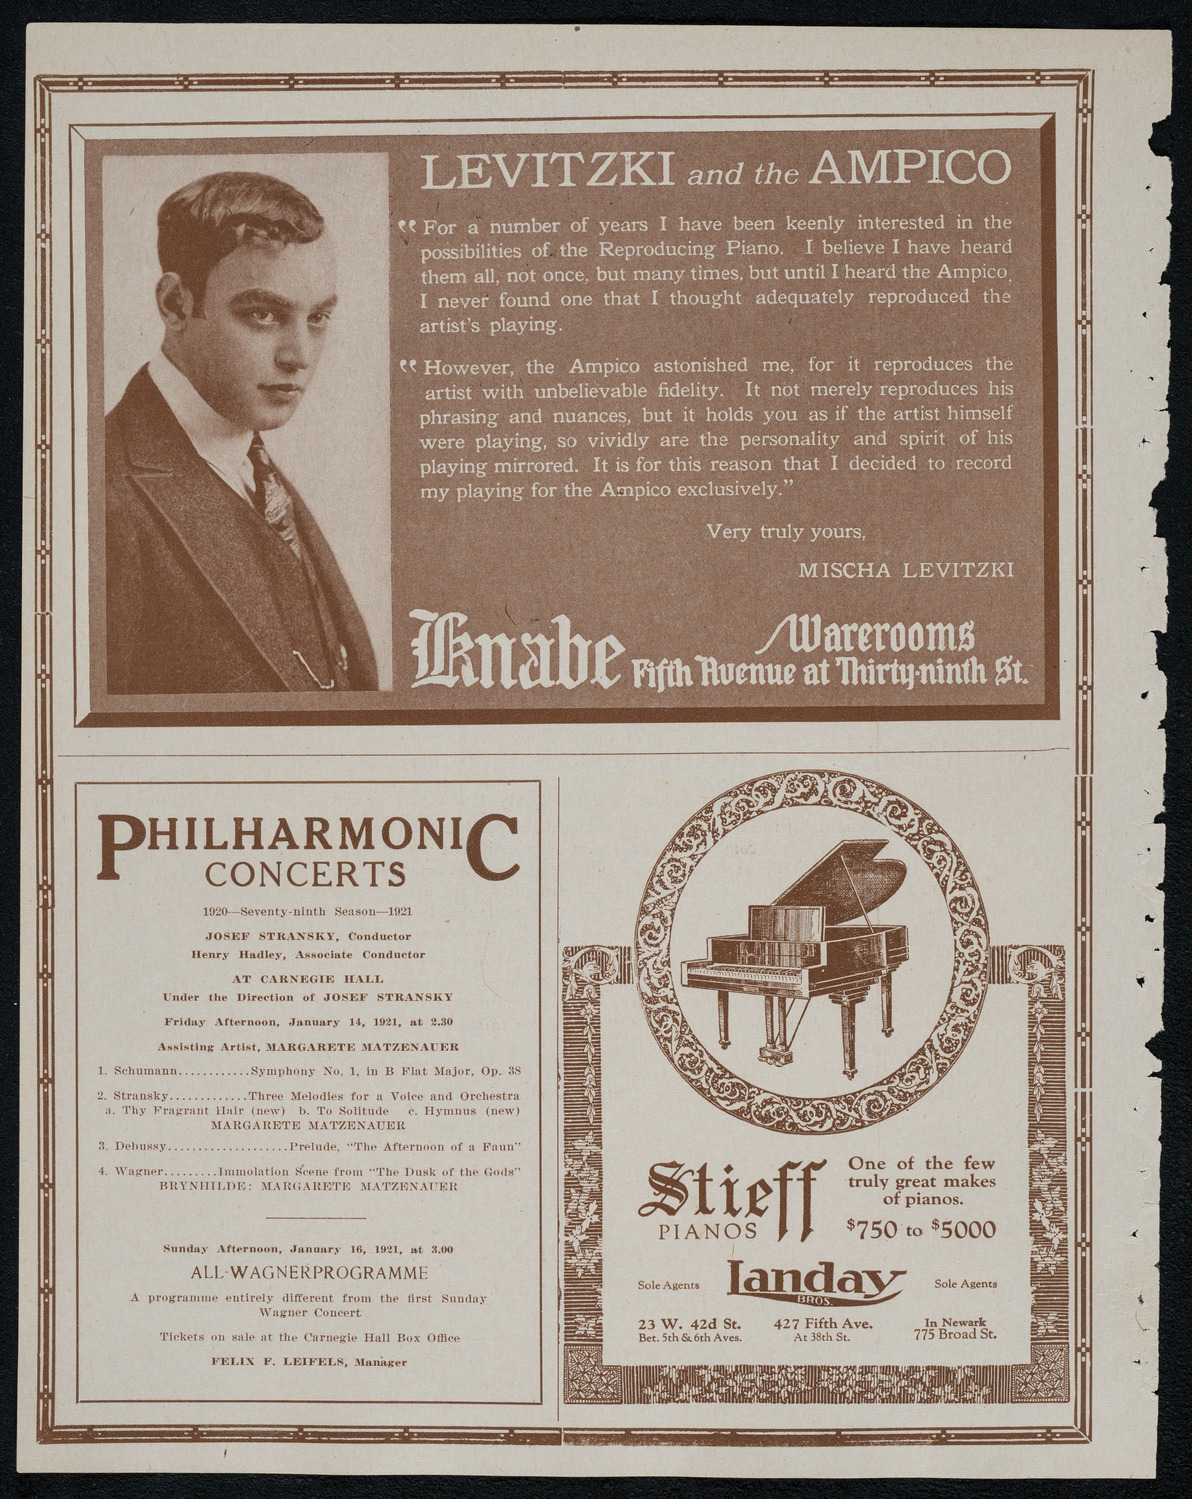 LEVITZKI and the AMPICO
“For a number of years I have been keenly interested in the
possibilities of the Reproducing Piano. I believe I have heard
them all, not once, but many times, but until I heard the Ampico,
I never found one that I thought adequately reproduced the
artist's playing.
“However, the Ampico astonished me, for it reproduces the
artist with unbelievable fidelity. It not merely reproduces his
phrasing and nuances, but it holds you as if the artist himself
were playing, so vividly are the personality and spirit of his
playing mirrored. It is for this reason that I decided to record
my playing for the Ampico exclusively.”
Very truly yours,
MISCHA LEVITZKI
Knabe Warerooms
Fifth Avenue at Thirty-ninth St.
PHILHARMONIC
CONCERTS
1920—Seventy-ninth Season—1921
JOSEF STRANSKY, Conductor
Henry Hadley, Associate Conductor
AT CARNEGIE HALL
Under the Direction of JOSEF STRANSKY
Friday Afternoon, January 14, 1921, at 2.30
Assisting Artist, MARGARETE MATZENAUER
1. Schumann............Symphony No. 1, in B Flat Major, Op. 38
2. Stransky.............Three Melodies for a Voice and Orchestra
a. Thy Fragrant Hair (new) b. To Solitude c. Hymnus (new)
MARGARETE MATZENAUER
3. Debussy....................Prelude, “The Afternoon of a Faun”
4. Wagner.........Immolation Scene from “The Dusk of the Gods”
BRYNHILDE: MARGARETE MATZENAUER
Sunday Afternoon, January 16, 1921, at 3.00
ALL-WAGNER PROGRAMME
A programme entirely different from the first Sunday
Wagner Concert
Tickets on sale at the Carnegie Hall Box Office
FELIX F. LEIFELS, Manager
Stieff
PIANOS
One of the few
truly great makes
of pianos.
$750 to $5000
Sole Agents Landay BROS. Sole Agents
23 W. 42d St. 427 Fifth Ave. In Newark
Bet. 5th & 6th Aves. At 38th St. 775 Broad St.